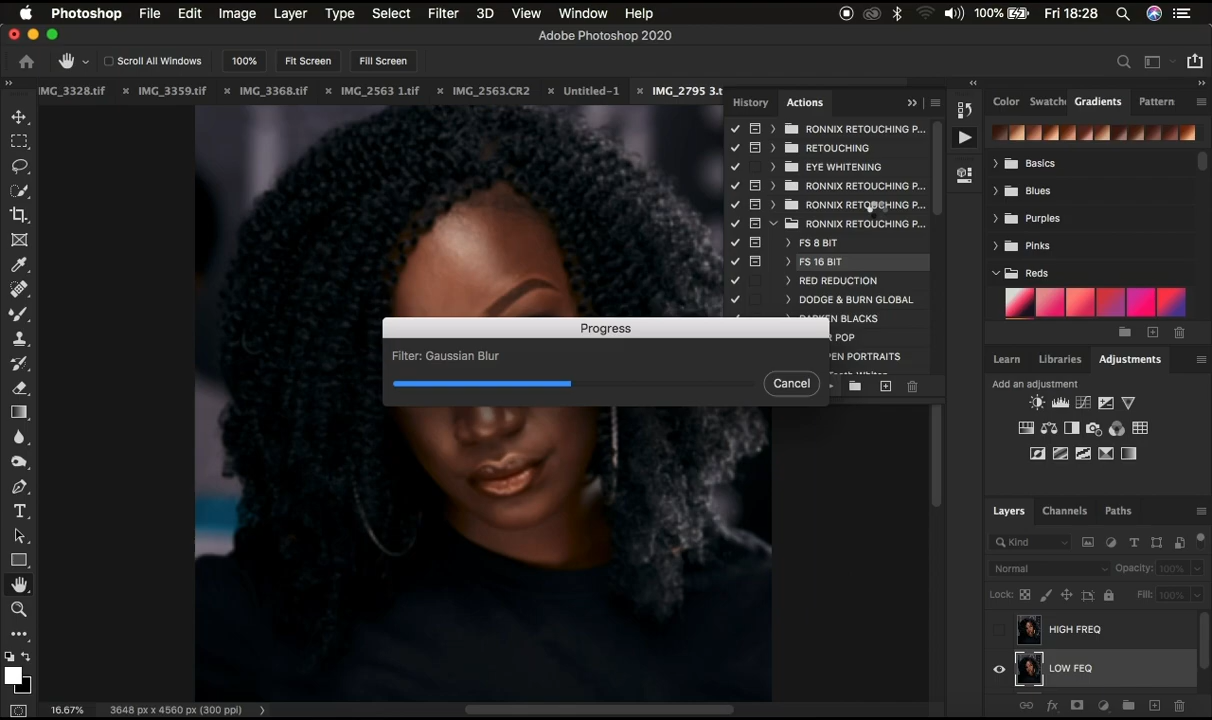 Photoshop File Edit Image Layer Type Select Filter 3D View Window Help 100% Fri 18:28
Adobe Photoshop 2020
Scroll All Windows 100% Fit Screen Fill Screen
IMG_3328.tif × IMG_3359.tif × IMG_3368.tif × IMG_2563 1.tif × IMG_2563.CR2 × Untitled-1 × IMG_2795 3.t
History Actions
RONNIX RETOUCHING P...
RETOUCHING
EYE WHITENING
RONNIX RETOUCHING P...
RONNIX RETOUCHING P...
RONNIX RETOUCHING P...
FS 8 BIT
FS 16 BIT
RED REDUCTION
DODGE & BURN GLOBAL
DARKEN BLACKS
POP
PEN PORTRAITS
Progress
Filter: Gaussian Blur
Cancel
Color Swatche Gradients Pattern
Basics
Blues
Purples
Pinks
Reds
Learn Libraries Adjustments
Add an adjustment
Layers Channels Paths
Kind
Normal Opacity: 100%
Lock: Fill: 100%
HIGH FREQ
LOW FEQ
fx
16.67% 3648 px x 4560 px (300 ppi)